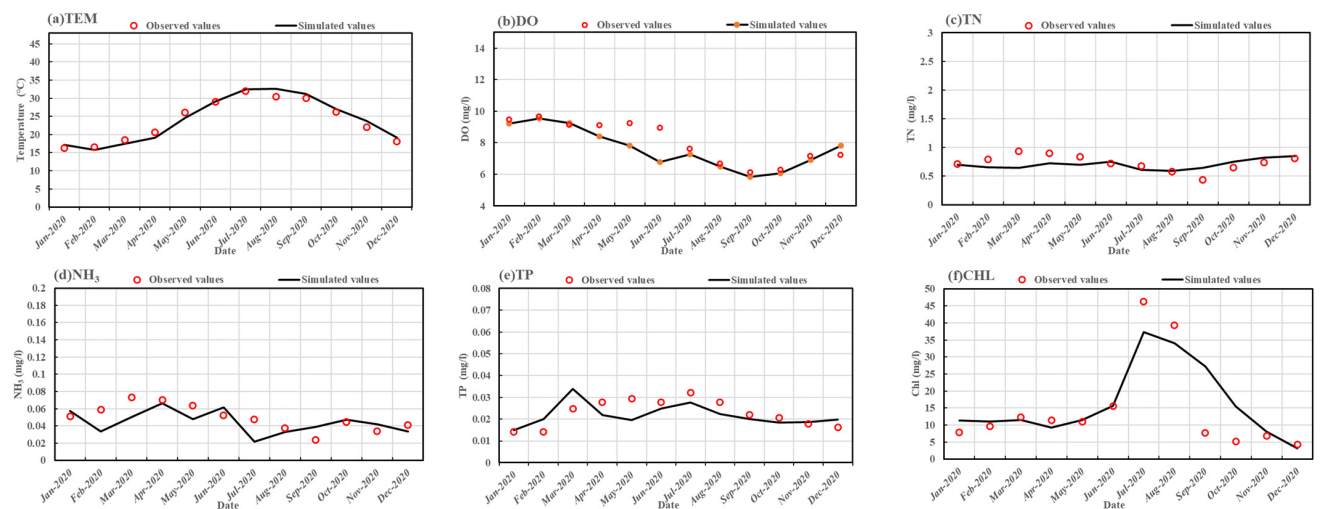 (a)TEM
Observed values
Simulated values
45
40
35
30
25
20
15
10
5
0
Temperature (°C)
Jan-2020
Feb-2020
Mar-2020
Apr-2020
May-2020
Jun-2020
Jul-2020
Aug-2020
Sep-2020
Oct-2020
Nov-2020
Dec-2020
Date
(b)DO
Observed values
Simulated values
14
12
10
8
6
4
DO (mg/l)
Jan-2020
Feb-2020
Mar-2020
Apr-2020
May-2020
Jun-2020
Jul-2020
Aug-2020
Sep-2020
Oct-2020
Nov-2020
Dec-2020
Date
(c)TN
Observed values
Simulated values
3
2.5
2
1.5
1
0.5
0
TN (mg/l)
Jan-2020
Feb-2020
Mar-2020
Apr-2020
May-2020
Jun-2020
Jul-2020
Aug-2020
Sep-2020
Oct-2020
Nov-2020
Dec-2020
Date
(d)NH₃
Observed values
Simulated values
0.2
0.18
0.16
0.14
0.12
0.1
0.08
0.06
0.04
0.02
0
NH₃ (mg/l)
Jan-2020
Feb-2020
Mar-2020
Apr-2020
May-2020
Jun-2020
Jul-2020
Aug-2020
Sep-2020
Oct-2020
Nov-2020
Dec-2020
Date
(e)TP
Observed values
Simulated values
0.08
0.07
0.06
0.05
0.04
0.03
0.02
0.01
0
TP (mg/l)
Jan-2020
Feb-2020
Mar-2020
Apr-2020
May-2020
Jun-2020
Jul-2020
Aug-2020
Sep-2020
Oct-2020
Nov-2020
Dec-2020
Date
(f)CHL
Observed values
Simulated values
50
45
40
35
30
25
20
15
10
5
0
Chl (mg/l)
Jan-2020
Feb-2020
Mar-2020
Apr-2020
May-2020
Jun-2020
Jul-2020
Aug-2020
Sep-2020
Oct-2020
Nov-2020
Dec-2020
Date